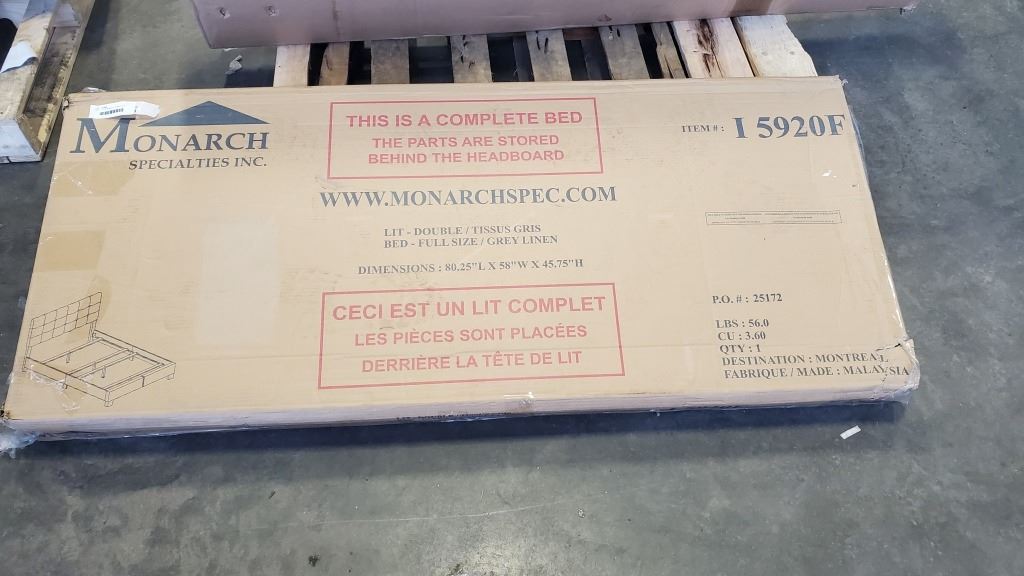 MONARCH
SPECIALTIES INC.
THIS IS A COMPLETE BED
THE PARTS ARE STORED
BEHIND THE HEADBOARD
ITEM # : I 5920F
WWW.MONARCHSPEC.COM
LIT - DOUBLE / TISSUS GRIS
BED - FULL SIZE / GREY LINEN
DIMENSIONS : 80.25"L X 58"W X 45.75"H
CECI EST UN LIT COMPLET
LES PIÈCES SONT PLACÉES
DERRIÈRE LA TÊTE DE LIT
P.O. # : 25172
LBS : 56.0
CU : 3.60
QTY : 1
DESTINATION : MONTREAL
FABRIQUE / MADE : MALAYSIA